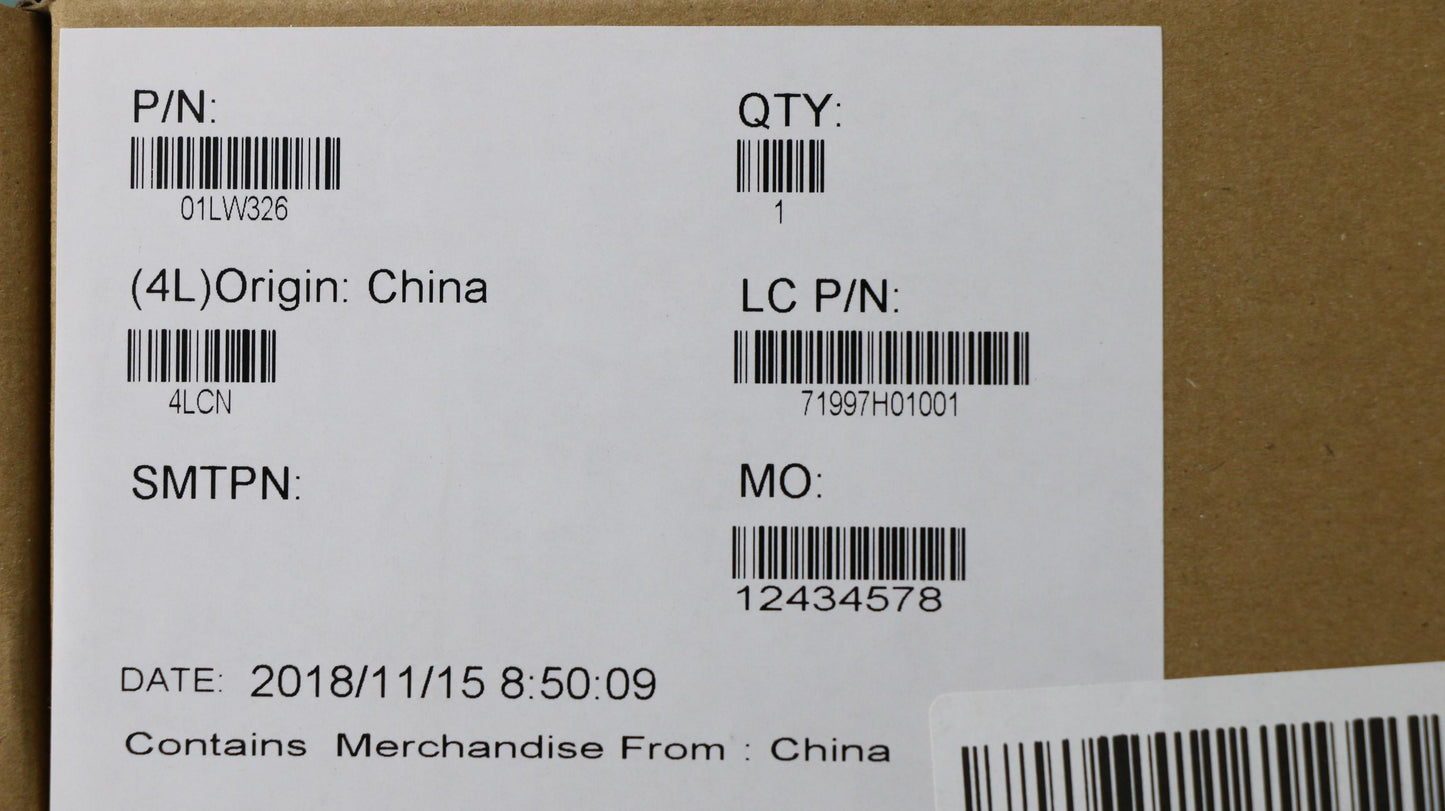 P/N:
QTY:
01LW326
1
(4L)Origin: China
LC P/N:
4LCN
71997H01001
SMTPN:
MO:
12434578
DATE: 2018/11/15 8:50:09
Contains Merchandise From : China